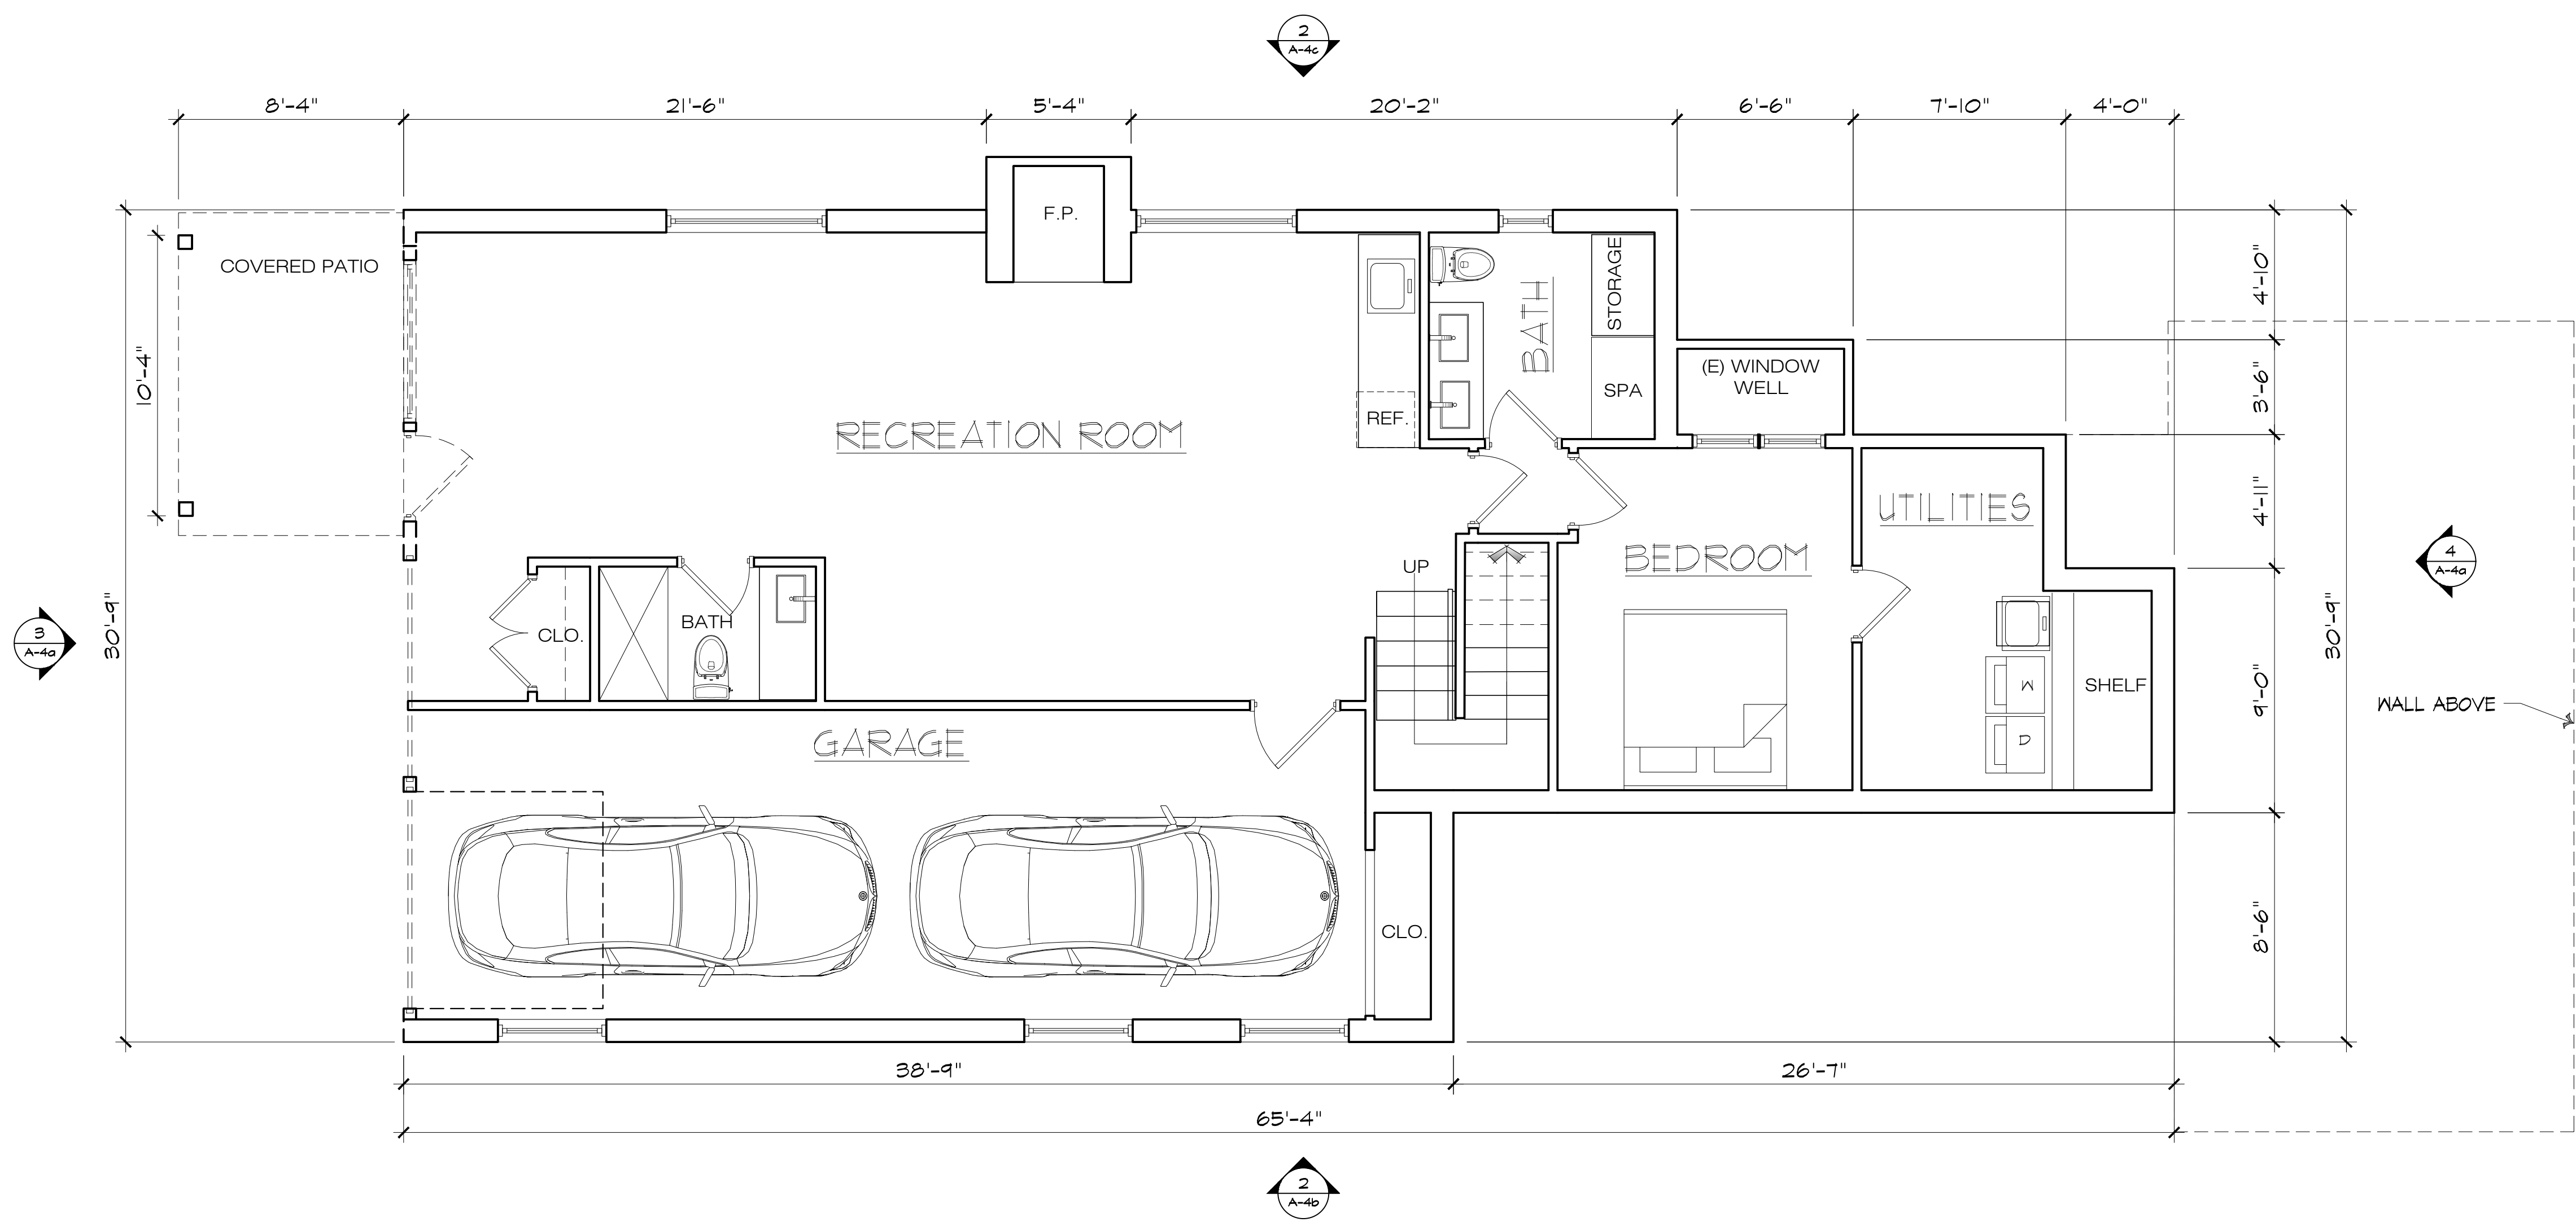 2
A-4c
8'-4"
21'-6"
5'-4"
20'-2"
6'-6"
7'-10"
4'-0"
F.P.
COVERED PATIO
STORAGE
BATH
4'-10"
10'-4"
(E) WINDOW
WELL
SPA
REF.
3'-6"
RECREATION ROOM
UTILITIES
4'-11"
BEDROOM
UP
4
A-4a
3
A-4a
30'-9"
CLO.
BATH
30'-9"
W
SHELF
9'-0"
WALL ABOVE
D
GARAGE
CLO.
8'-6"
38'-9"
26'-7"
65'-4"
2
A-4b